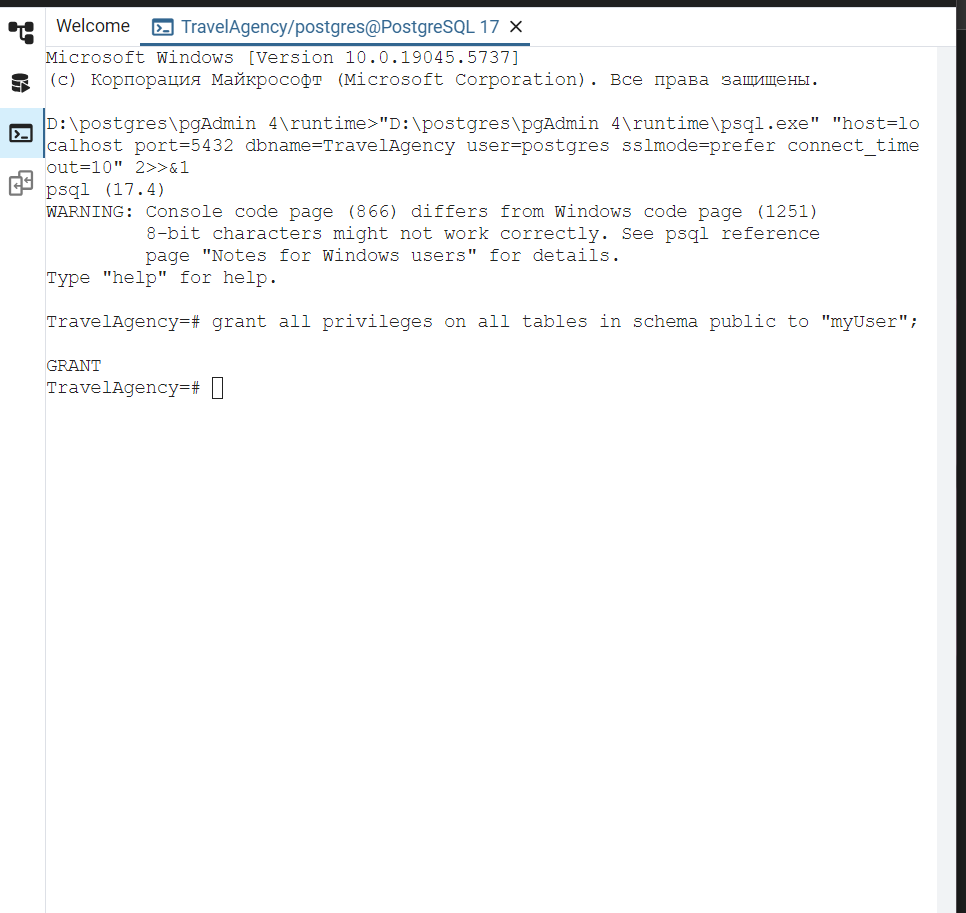 Welcome
TravelAgency/postgres@PostgreSQL 17
Microsoft Windows [Version 10.0.19045.5737]
(c) Корпорация Майкрософт (Microsoft Corporation). Все права защищены.
D:\postgres\pgAdmin 4\runtime>"D:\postgres\pgAdmin 4\runtime\psql.exe" "host=lo
calhost port=5432 dbname=TravelAgency user=postgres sslmode=prefer connect_time
out=10" 2>>&1
psql (17.4)
WARNING: Console code page (866) differs from Windows code page (1251)
8-bit characters might not work correctly. See psql reference
page "Notes for Windows users" for details.
Type "help" for help.
TravelAgency=# grant all privileges on all tables in schema public to "myUser";
GRANT
TravelAgency=#